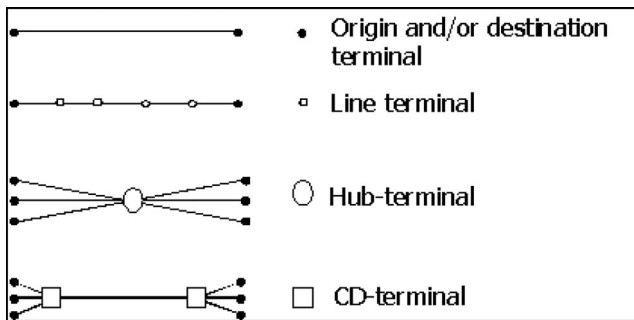 Origin and/or destination
terminal
Line terminal
Hub-terminal
CD-terminal